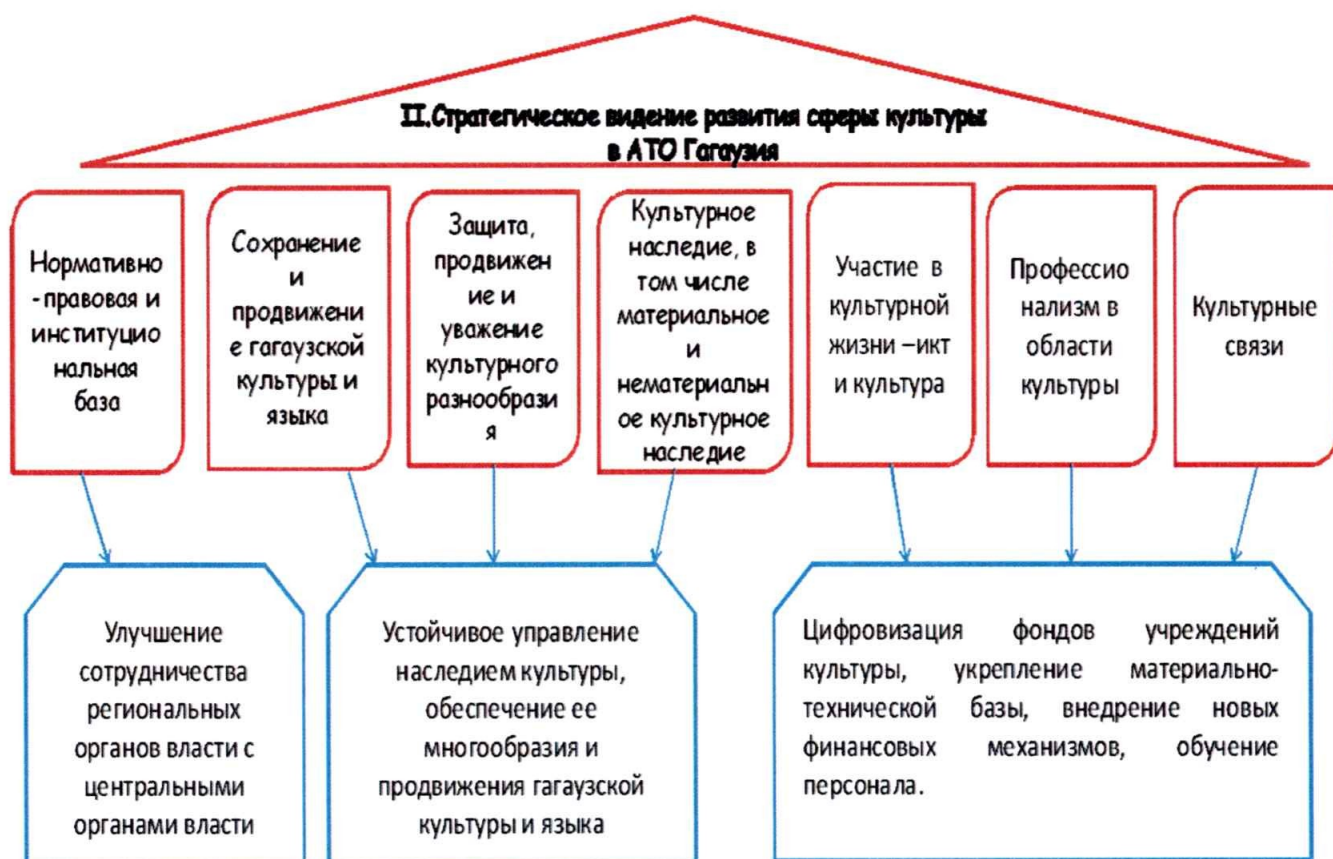 II.Стратегическое видение развития сферы культуры
в АТО Гагаузия
Нормативно
-правовая и
институцио
нальная
база
Сохранение
и
продвижени
е гагаузской
культуры и
языка
Защита,
продвижен
ие и
уважение
культурного
разнообрази
я
Культурное
наследие, в
том числе
материальное
и
нематериальн
ое культурное
наследие
Участие в
культурной
жизни –икт
и культура
Профессио
нализм в
области
культуры
Культурные
связи
Улучшение
сотрудничества
региональных
органов власти с
центральными
органами власти
Устойчивое управление
наследием культуры,
обеспечение ее
многообразия и
продвижения гагаузской
культуры и языка
Цифровизация фондов учреждений
культуры, укрепление материально-
технической базы, внедрение новых
финансовых механизмов, обучение
персонала.